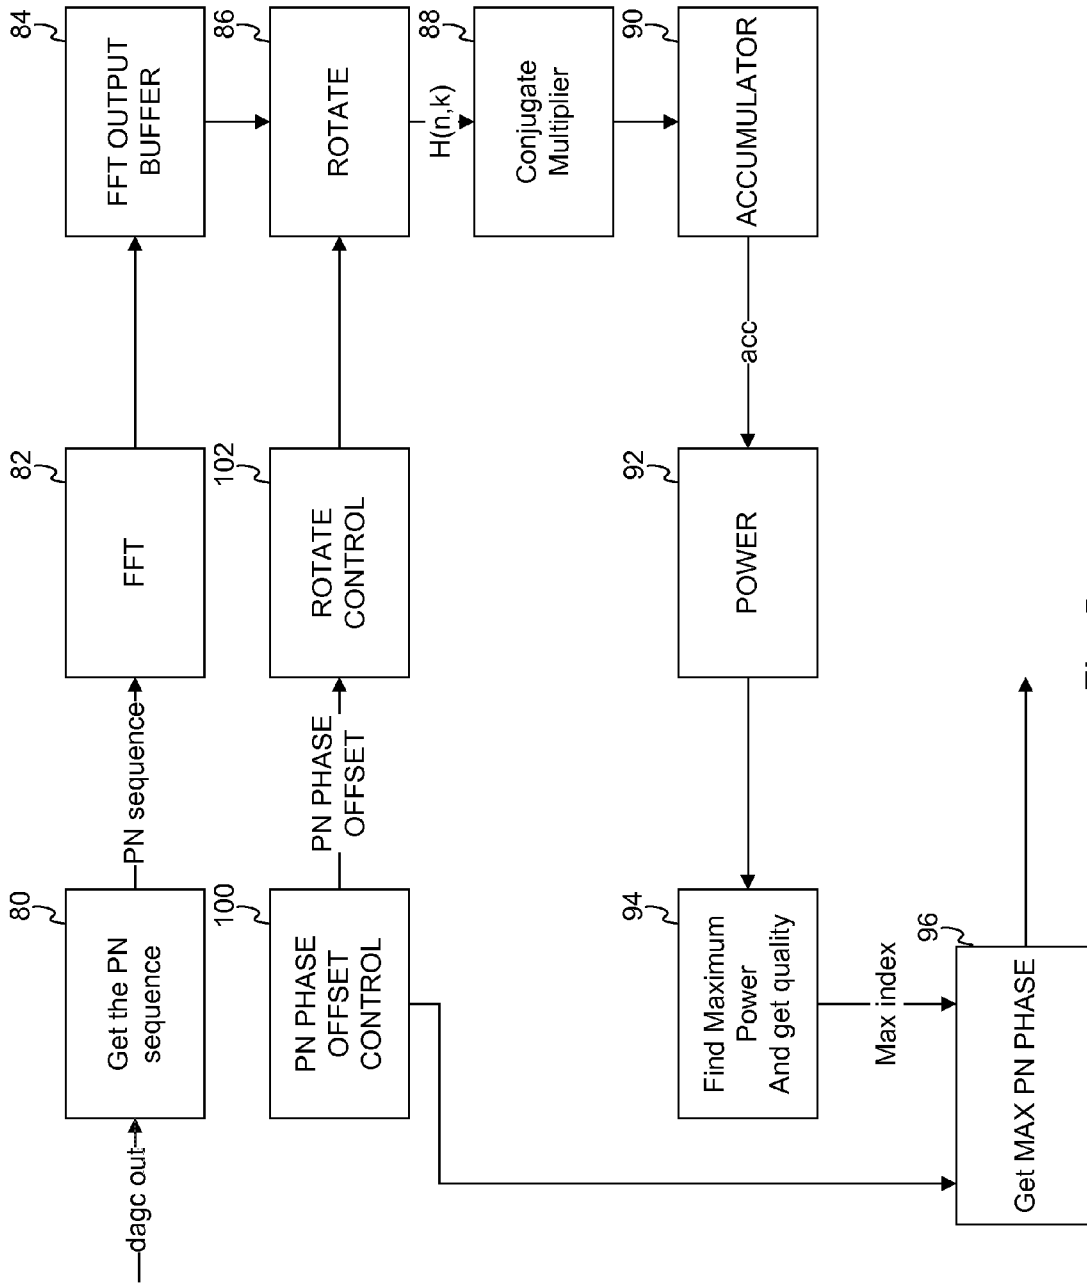 dagc out
80
Get the PN
sequence
PN sequence
82
FFT
84
FFT OUTPUT
BUFFER
100
PN PHASE
OFFSET
CONTROL
PN PHASE
OFFSET
102
ROTATE
CONTROL
86
ROTATE
H(n,k)
88
Conjugate
Multiplier
90
ACCUMULATOR
acc
92
POWER
94
Find Maximum
Power
And get quality
Max index
96
Get MAX PN PHASE